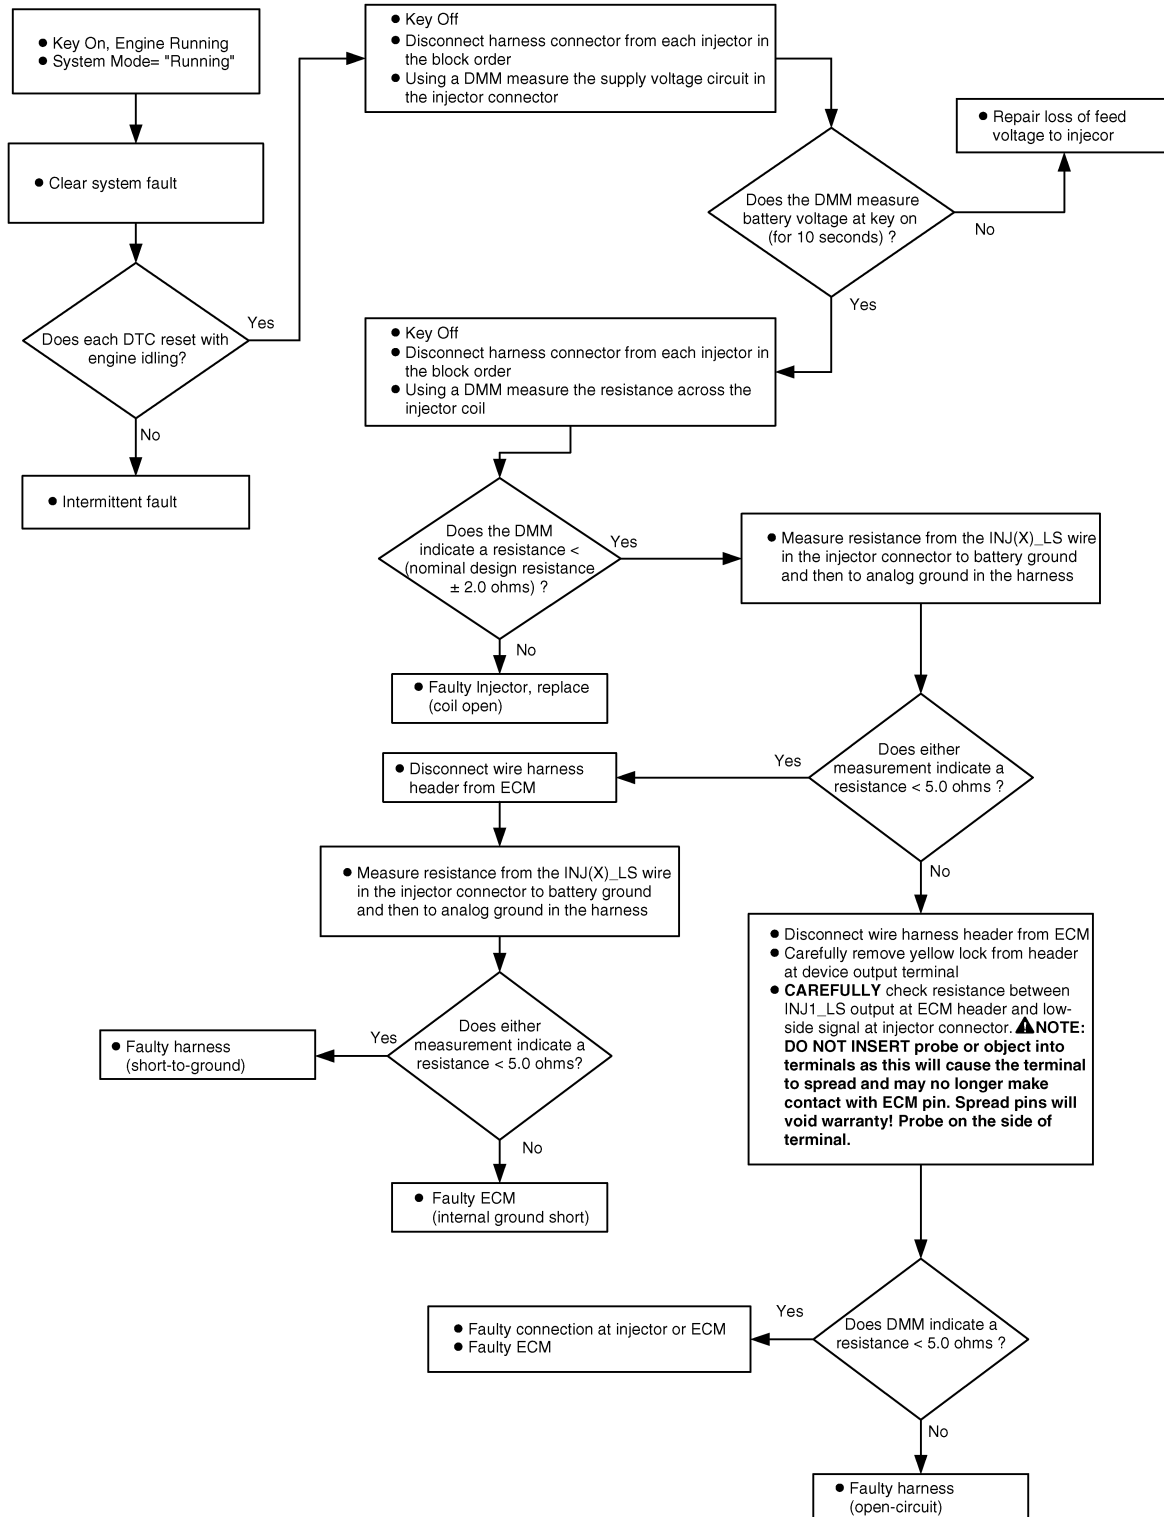 ● Key On, Engine Running
● System Mode= "Running"
● Clear system fault
Does each DTC reset with
engine idling?
Yes
No
● Intermittent fault
● Key Off
● Disconnect harness connector from each injector in
the block order
● Using a DMM measure the supply voltage circuit in
the injector connector
Does the DMM measure
battery voltage at key on
(for 10 seconds) ?
No
● Repair loss of feed
voltage to injecor
Yes
● Key Off
● Disconnect harness connector from each injector in
the block order
● Using a DMM measure the resistance across the
injector coil
Does the DMM
indicate a resistance <
(nominal design resistance
± 2.0 ohms) ?
Yes
No
● Faulty Injector, replace
(coil open)
● Measure resistance from the INJ(X)_LS wire
in the injector connector to battery ground
and then to analog ground in the harness
Does either
measurement indicate a
resistance < 5.0 ohms ?
Yes
No
● Disconnect wire harness
header from ECM
● Measure resistance from the INJ(X)_LS wire
in the injector connector to battery ground
and then to analog ground in the harness
Does either
measurement indicate a
resistance < 5.0 ohms?
Yes
● Faulty harness
(short-to-ground)
No
● Faulty ECM
(internal ground short)
● Disconnect wire harness header from ECM
● Carefully remove yellow lock from header
at device output terminal
● CAREFULLY check resistance between
INJ1_LS output at ECM header and low-
side signal at injector connector. ⚠NOTE:
DO NOT INSERT probe or object into
terminals as this will cause the terminal
to spread and may no longer make
contact with ECM pin. Spread pins will
void warranty! Probe on the side of
terminal.
Does DMM indicate a
resistance < 5.0 ohms ?
Yes
● Faulty connection at injector or ECM
● Faulty ECM
No
● Faulty harness
(open-circuit)